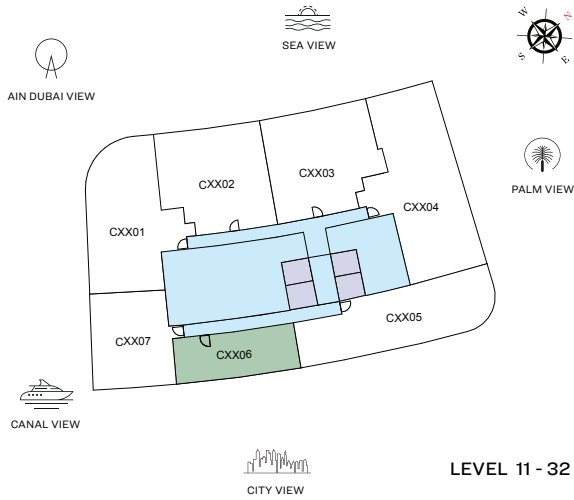 SEA VIEW
W
N
S
E
AIN DUBAI VIEW
PALM VIEW
CXX02
CXX03
CXX04
CXX01
CXX05
CXX07
CXX06
CANAL VIEW
CITY VIEW
LEVEL 11 - 32